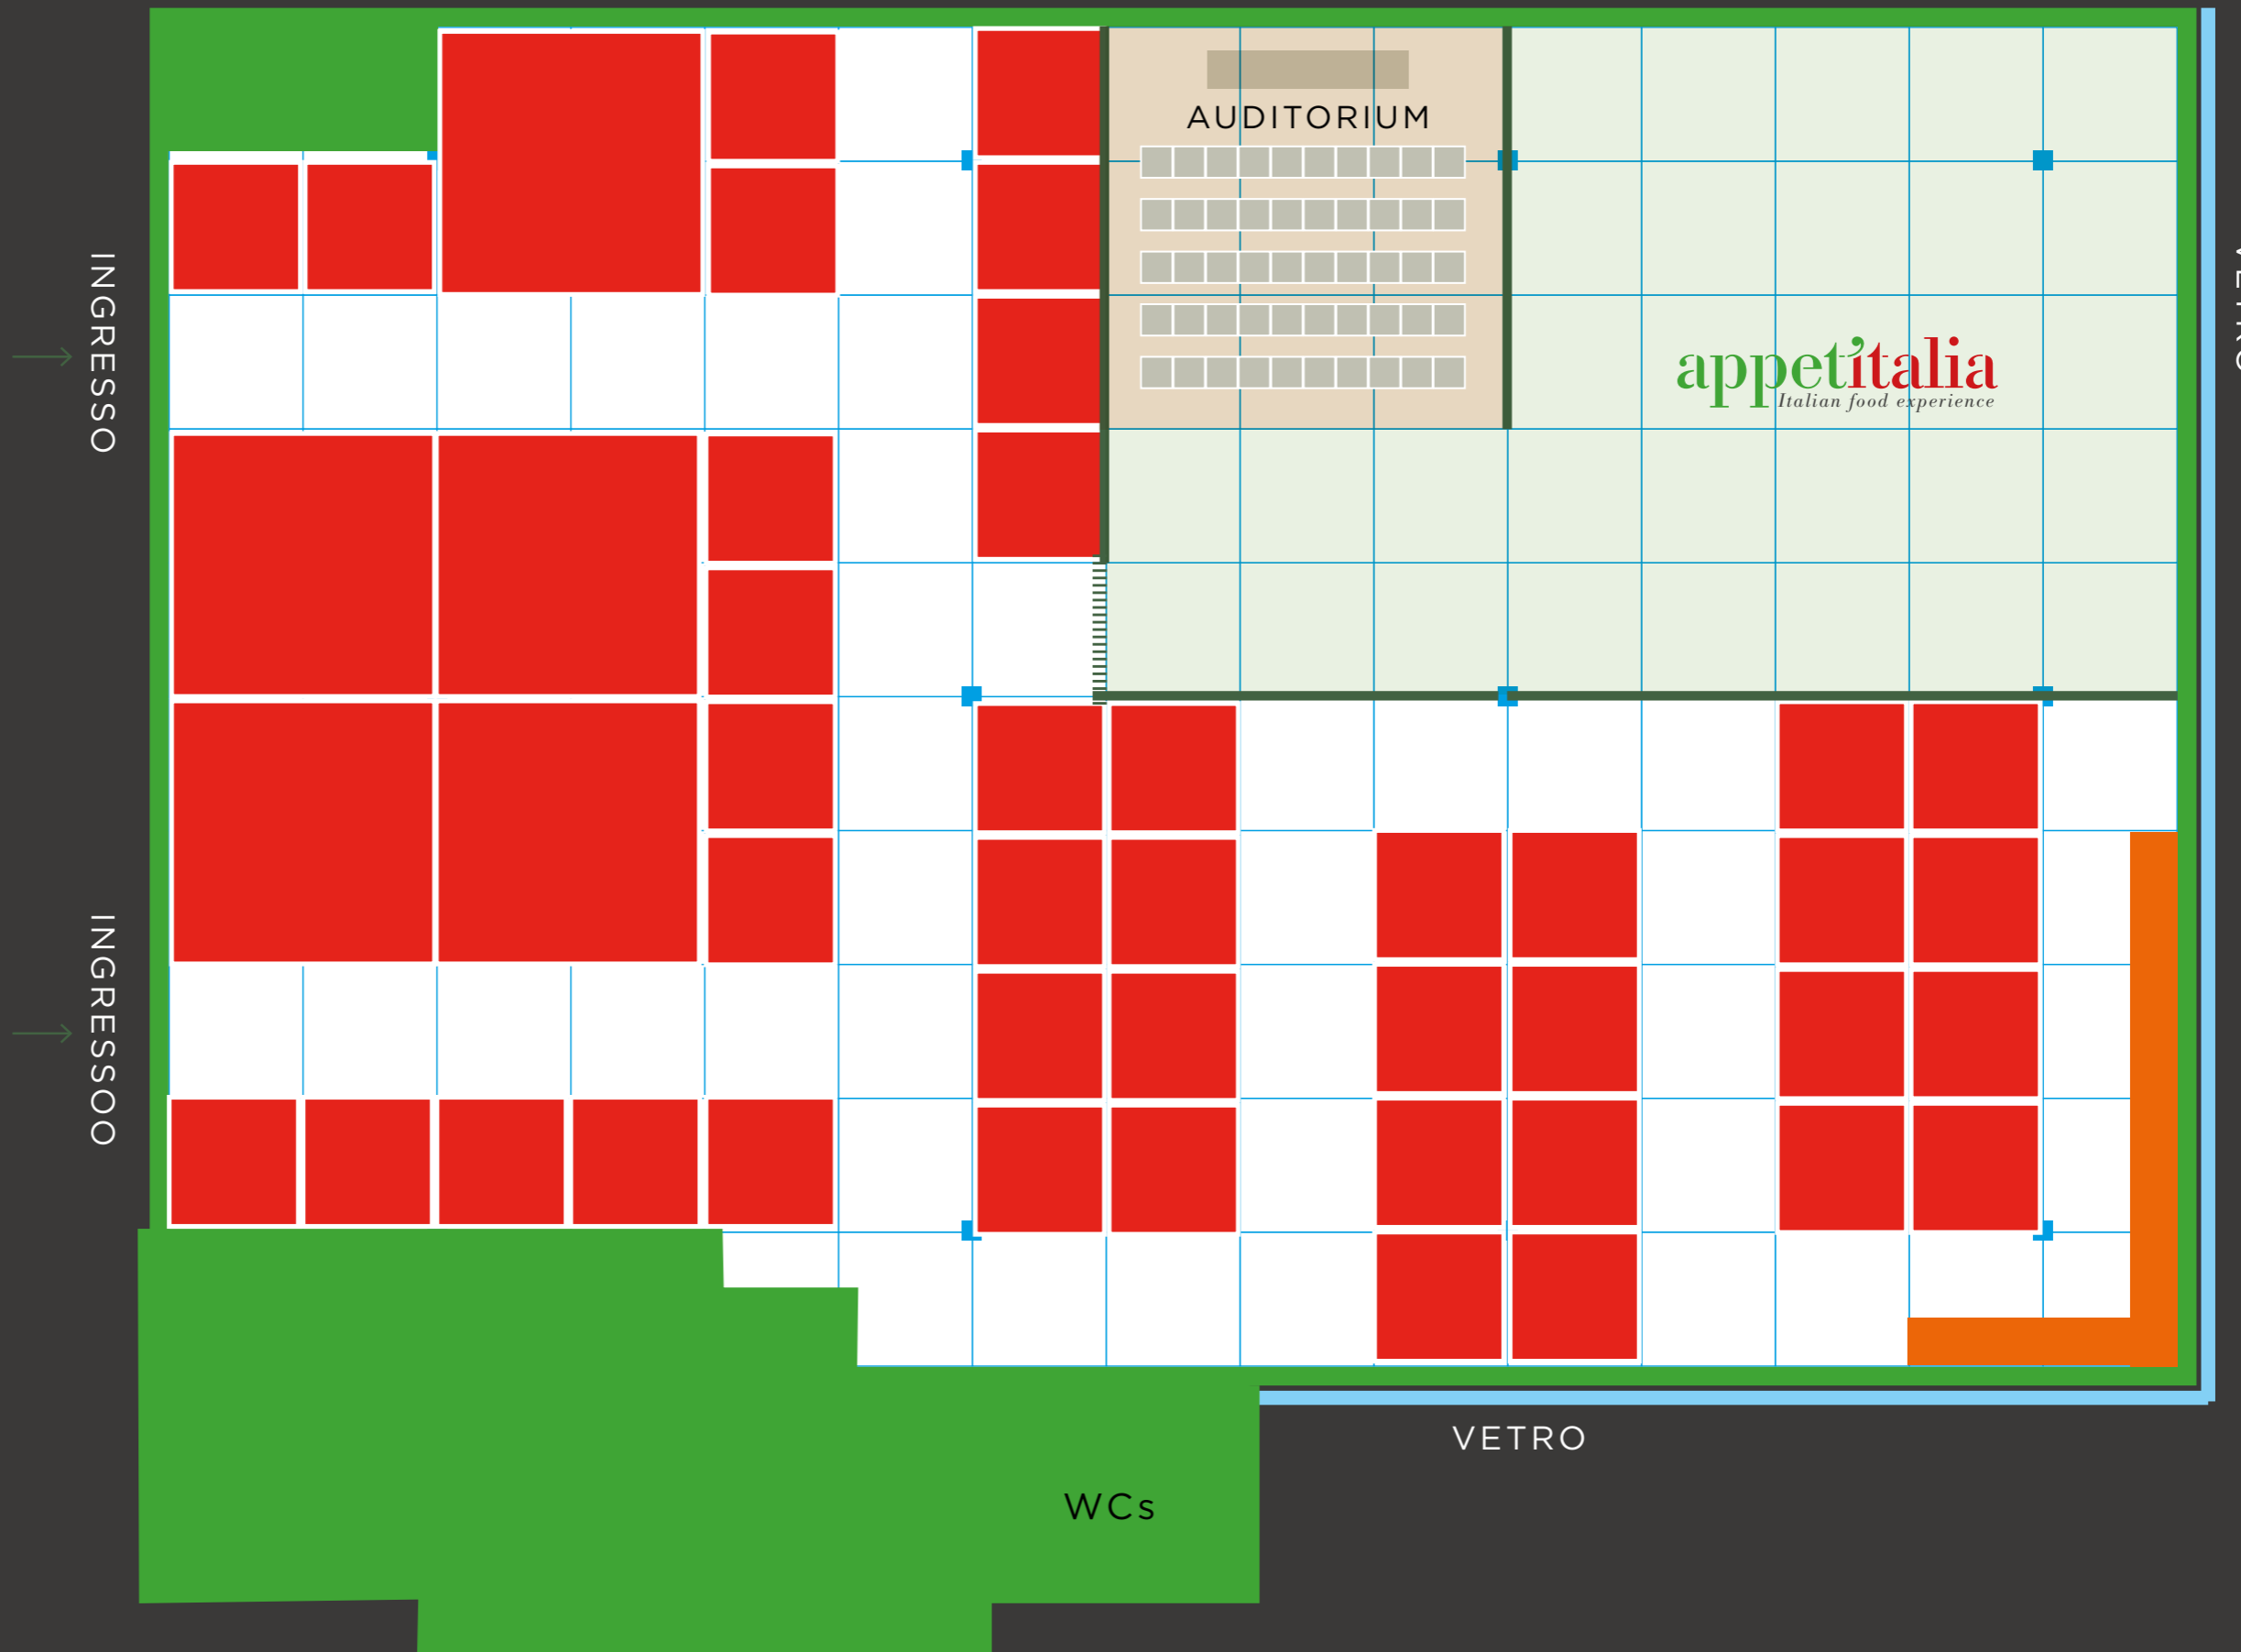 AUDITORIUM
INGRESSO
appetitalia
Italian food experience
INGRESSOO
VETRO
WCs